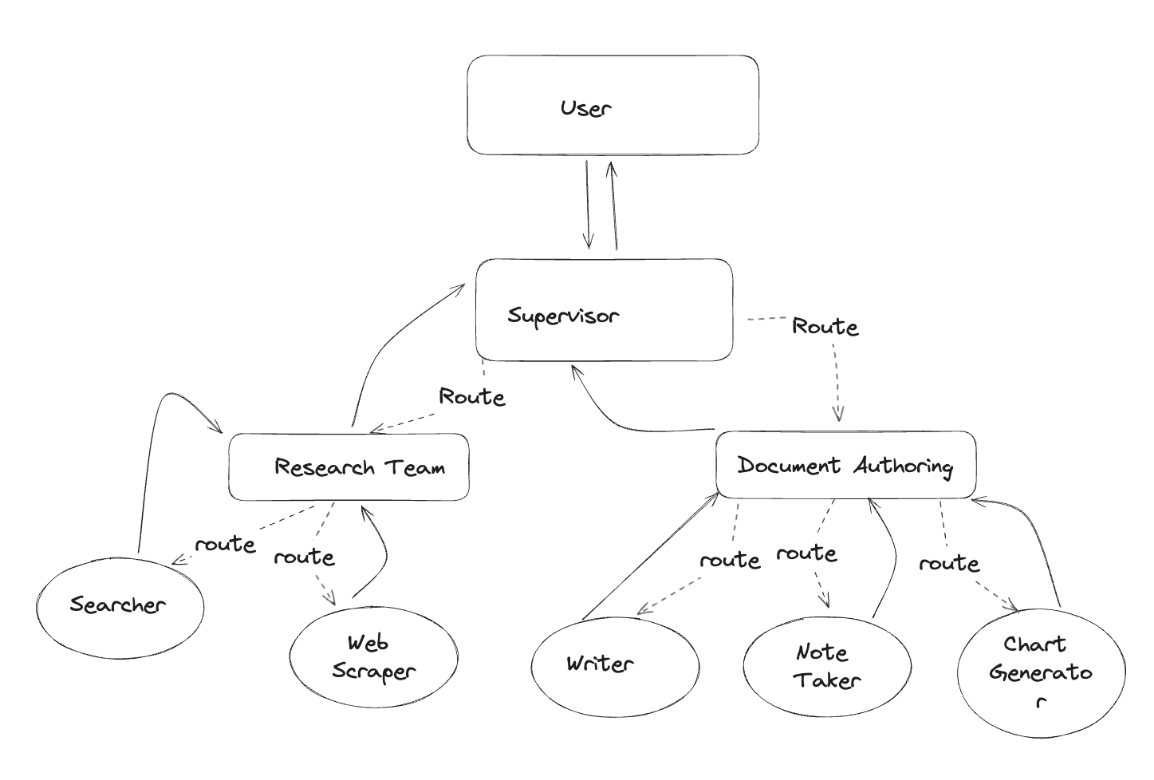 User
Supervisor
Route
Route
Research Team
Document Authoring
route
route
route
route
route
Searcher
Web
Scraper
Writer
Note
Taker
Chart
Generato
r